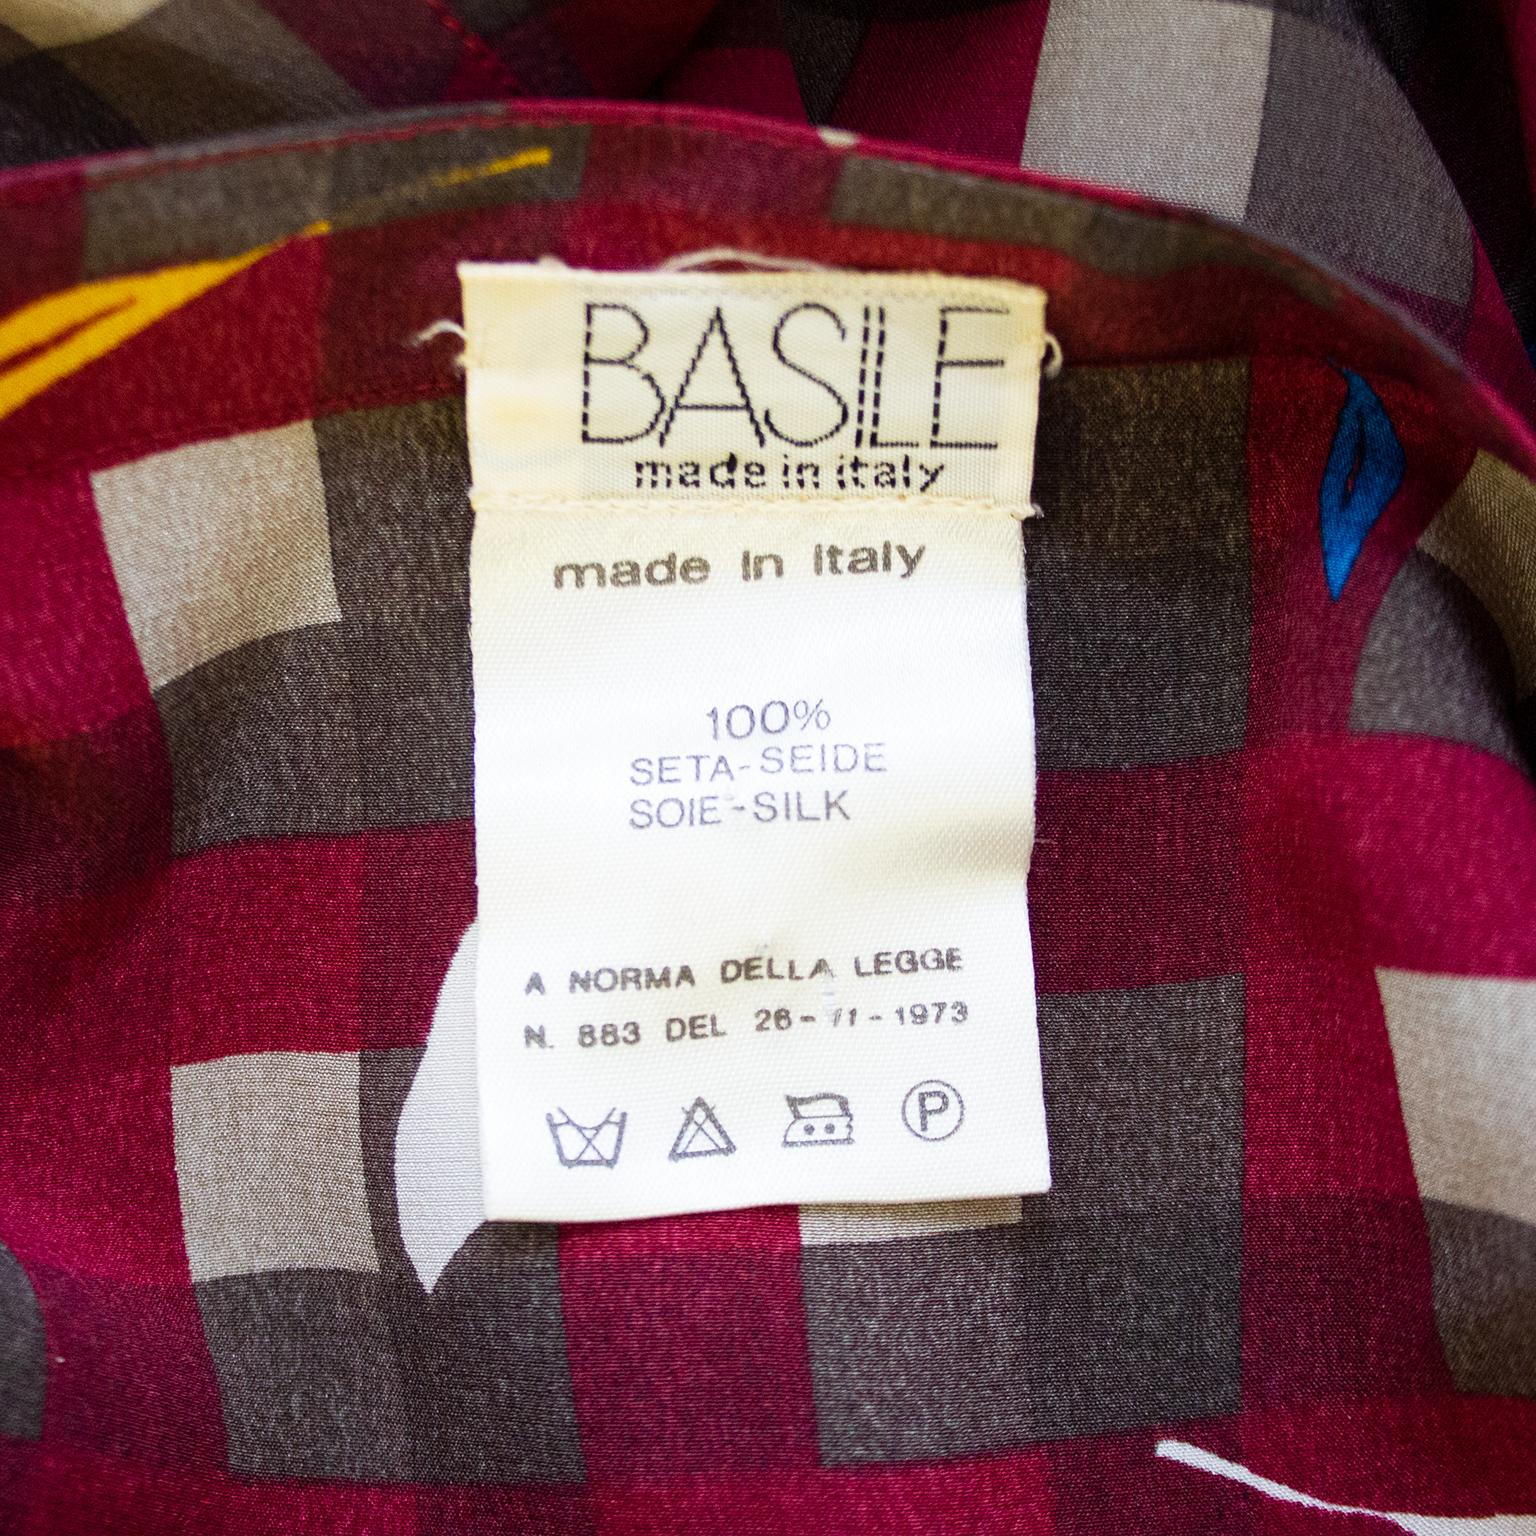 BASILE
made in italy
made in italy
100%
SETA-SEIDE
SOIE-SILK
A NORMA DELLA LEGGE
N. 883 DEL 26-11-1973
P